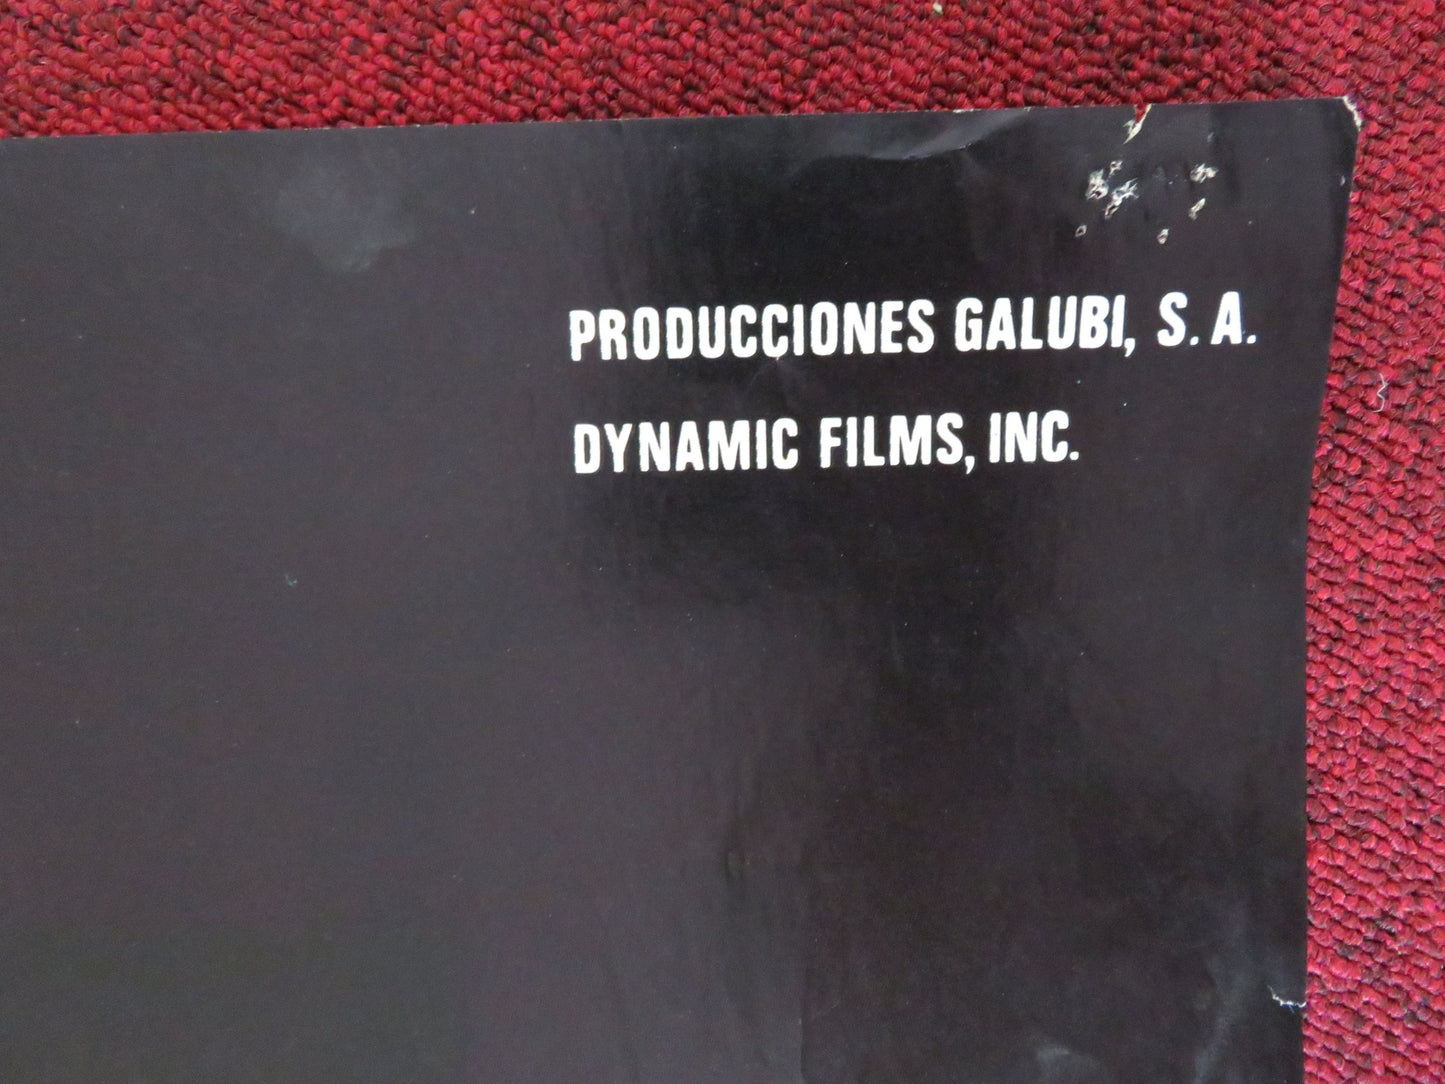 PRODUCCIONES GALUBI, S.A.
DYNAMIC FILMS, INC.